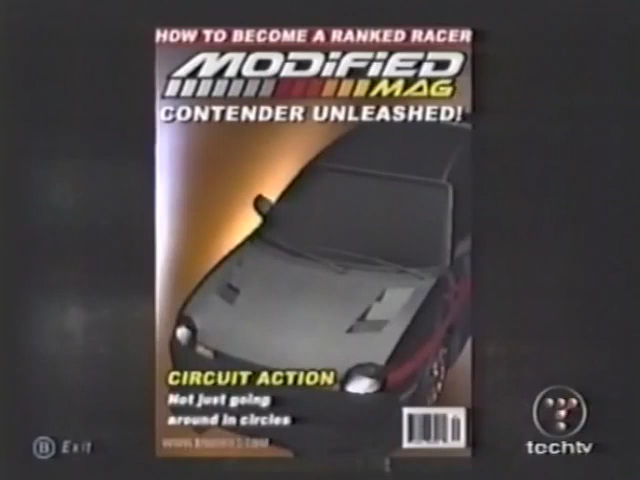 HOW TO BECOME A RANKED RACER
MODIFIED
MAG
CONTENDER UNLEASHED!
CIRCUIT ACTION
Not just going
around in circles
B Exit
techtv